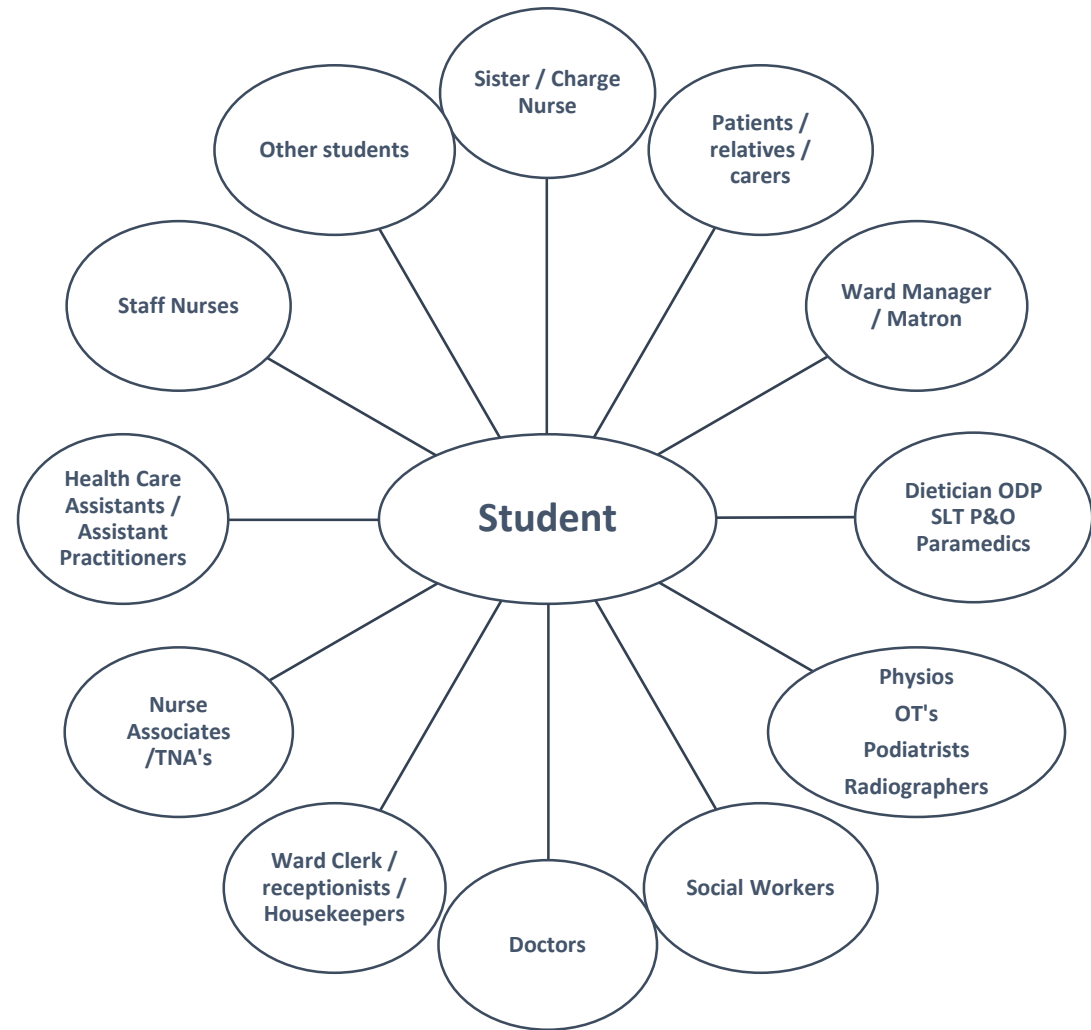 Sister / Charge
Nurse
Patients /
relatives /
carers
Ward Manager
/ Matron
Dietician ODP
SLT P&O
Paramedics
Physios
OT's
Podiatrists
Radiographers
Social Workers
Doctors
Ward Clerk /
receptionists /
Housekeepers
Nurse
Associates
/TNA's
Health Care
Assistants /
Assistant
Practitioners
Staff Nurses
Other students
Student